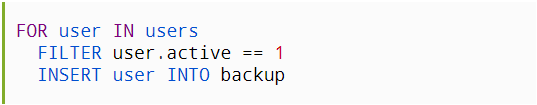 FOR user IN users
  FILTER user.active == 1
  INSERT user INTO backup